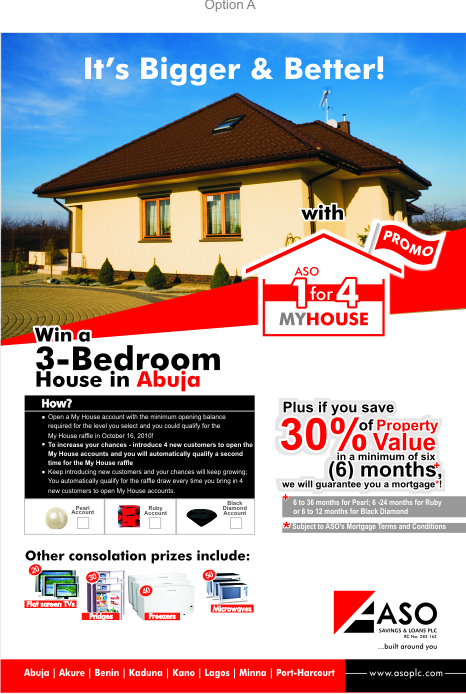 Option A
It's Bigger & Better!
with
PROMO
ASO
1 for 4
MYHOUSE
Win a
3-Bedroom
House in Abuja
How?
Open a My House account with the minimum opening balance
required for the level you select and you could qualify for the
My House raffle in October 16, 2010!
To increase your chances - introduce 4 new customers to open the
My House accounts and you will automatically qualify a second
time for the My House raffle
Keep introducing new customers and your chances will keep growing;
You automatically qualify for the raffle draw every time you bring in 4
new customers to open My House accounts.
Pearl
Account
Ruby
Account
Black
Diamond
Account
Plus if you save
30% of Property
Value
in a minimum of six
(6) months,+
we will guarantee you a mortgage*!
+ 6 to 36 months for Pearl: 6 -24 months for Ruby
or 6 to 12 months for Black Diamond
*Subject to ASO's Mortgage Terms and Conditions
Other consolation prizes include:
20
Flat screen TVs
30
Fridges
40
Freezers
50
Microwaves
ASO
SAVINGS & LOANS PLC
RC No. 283 162
...built around you
Abuja | Akure | Benin | Kaduna | Kano | Lagos | Minna | Port-Harcourt
www.asoplc.com